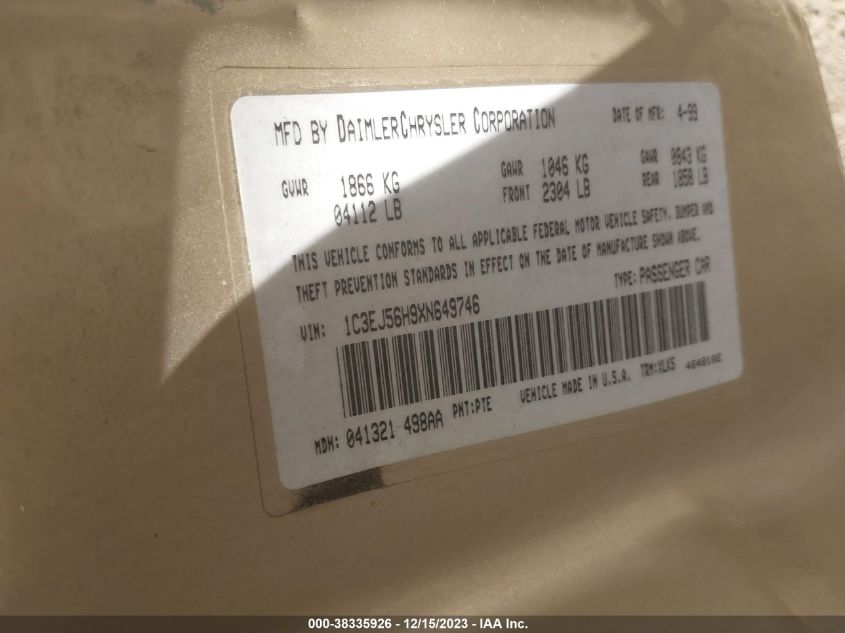 MFD BY DAIMLERCHRYSLER CORPORATION DATE OF MFR: 4-99
GVWR 1866 KG GAWR 1046 KG GAWR 0843 KG
04112 LB FRONT 2304 LB REAR 1858 LB
THIS VEHICLE CONFORMS TO ALL APPLICABLE FEDERAL MOTOR VEHICLE SAFETY, BUMPER AND
THEFT PREVENTION STANDARDS IN EFFECT ON THE DATE OF MANUFACTURE SHOWN ABOVE.
VIN: 1C3EJ56H9XN649746 TYPE: PASSENGER CAR
MDH: 041321 498AA PNT:PTE VEHICLE MADE IN U.S.A. TRM:XLK5 4648102
000-38335926 - 12/15/2023 - IAA Inc.